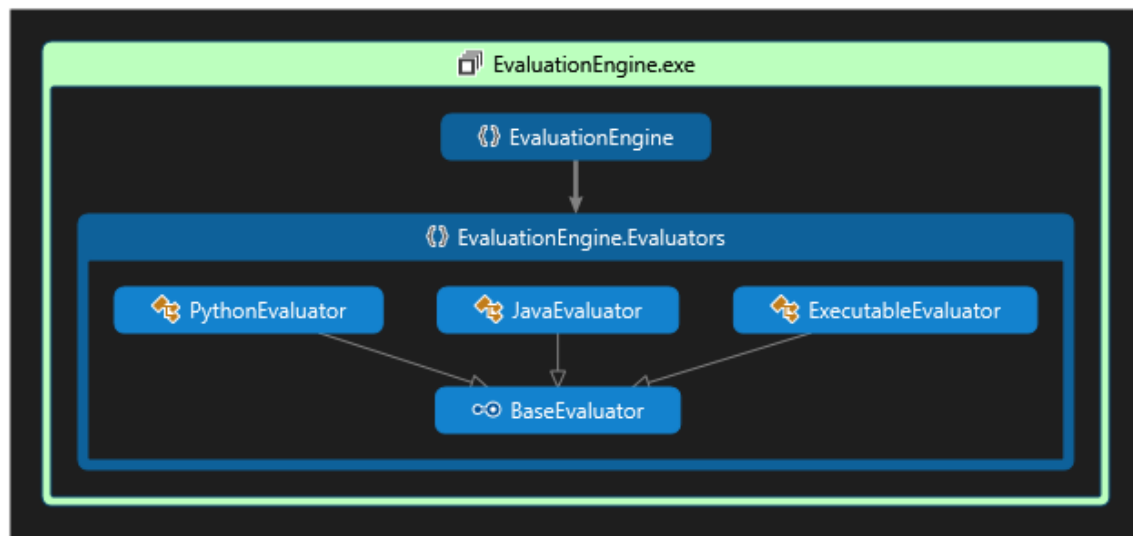 EvaluationEngine.exe
EvaluationEngine
EvaluationEngine.Evaluators
PythonEvaluator
JavaEvaluator
ExecutableEvaluator
BaseEvaluator